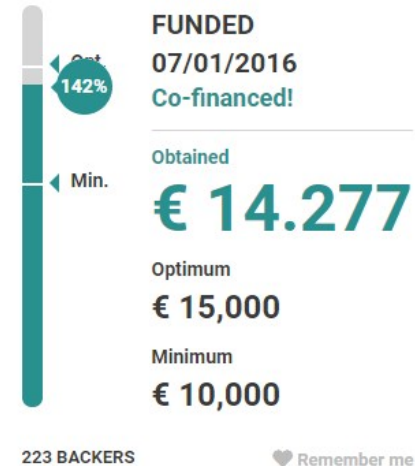 FUNDED
07/01/2016
Co-financed!
142%
Min.
Obtained
€ 14.277
Optimum
€ 15,000
Minimum
€ 10,000
223 BACKERS
Remember me